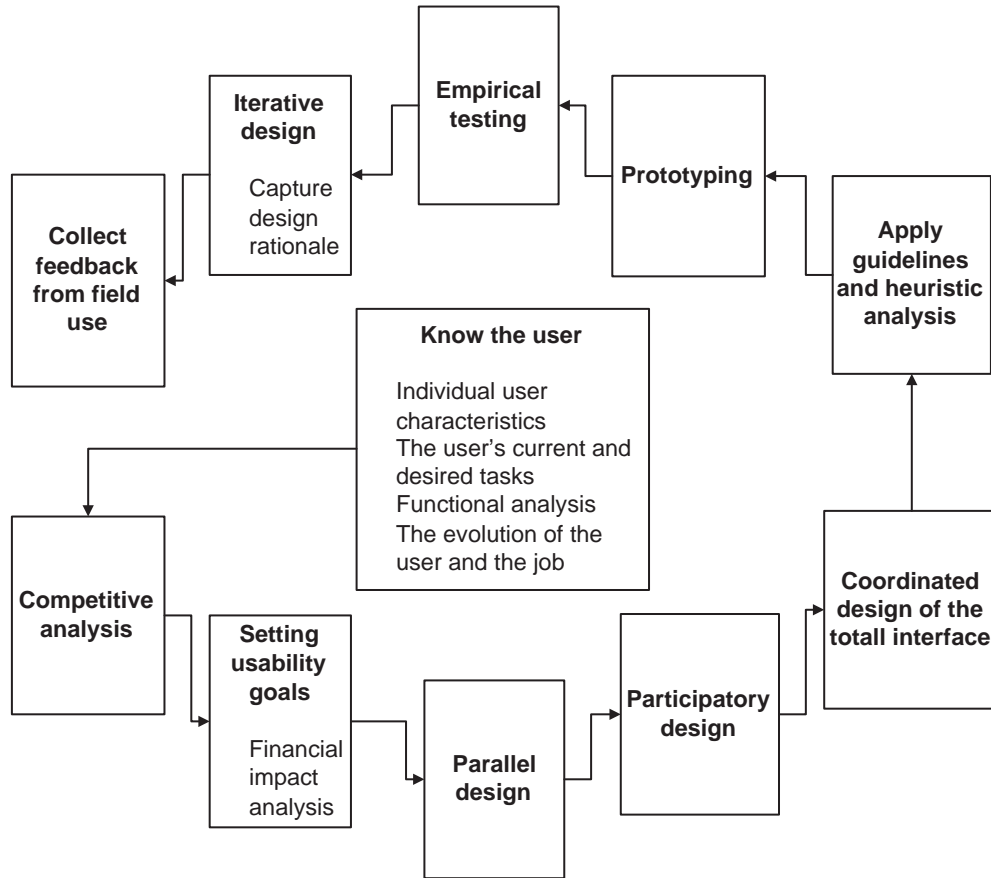 Empirical
testing
Iterative
design
Capture
design
rationale
Prototyping
Collect
feedback
from field
use
Apply
guidelines
and heuristic
analysis
Know the user
Individual user
characteristics
The user's current and
desired tasks
Functional analysis
The evolution of the
user and the job
Competitive
analysis
Setting
usability
goals
Financial
impact
analysis
Parallel
design
Participatory
design
Coordinated
design of the
totall interface